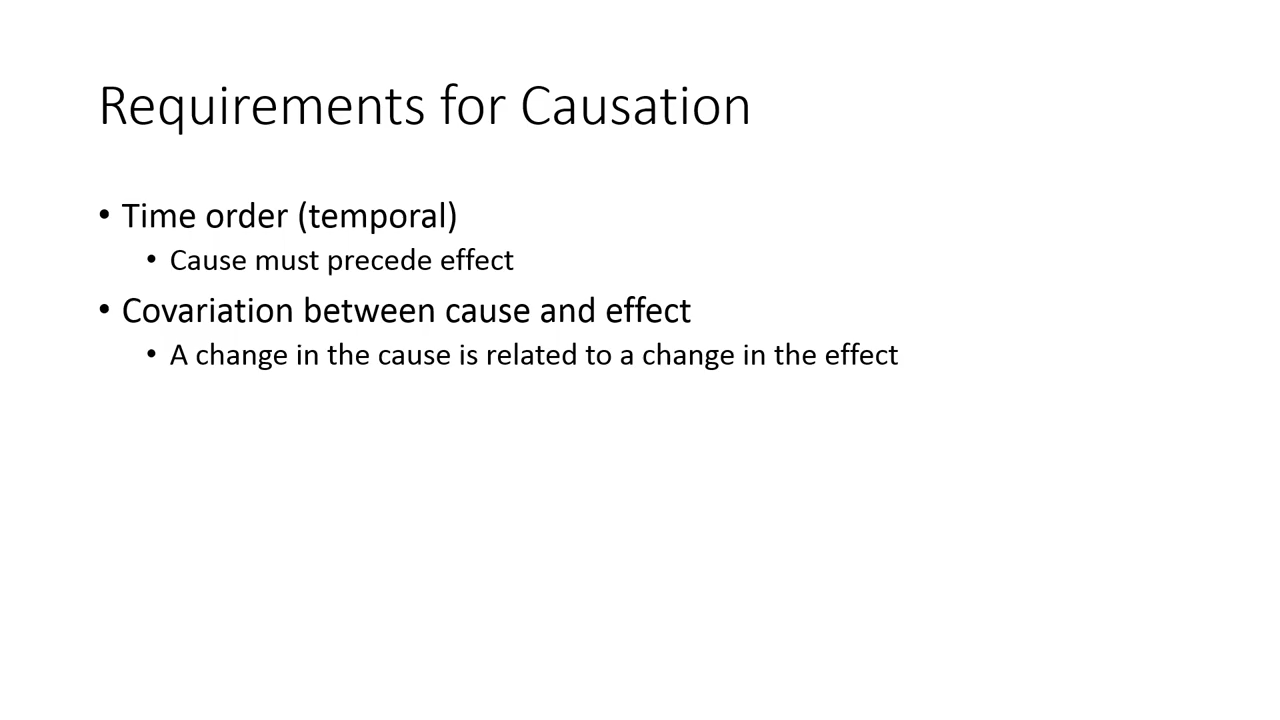 Requirements for Causation
• Time order (temporal)
• Cause must precede effect
• Covariation between cause and effect
• A change in the cause is related to a change in the effect